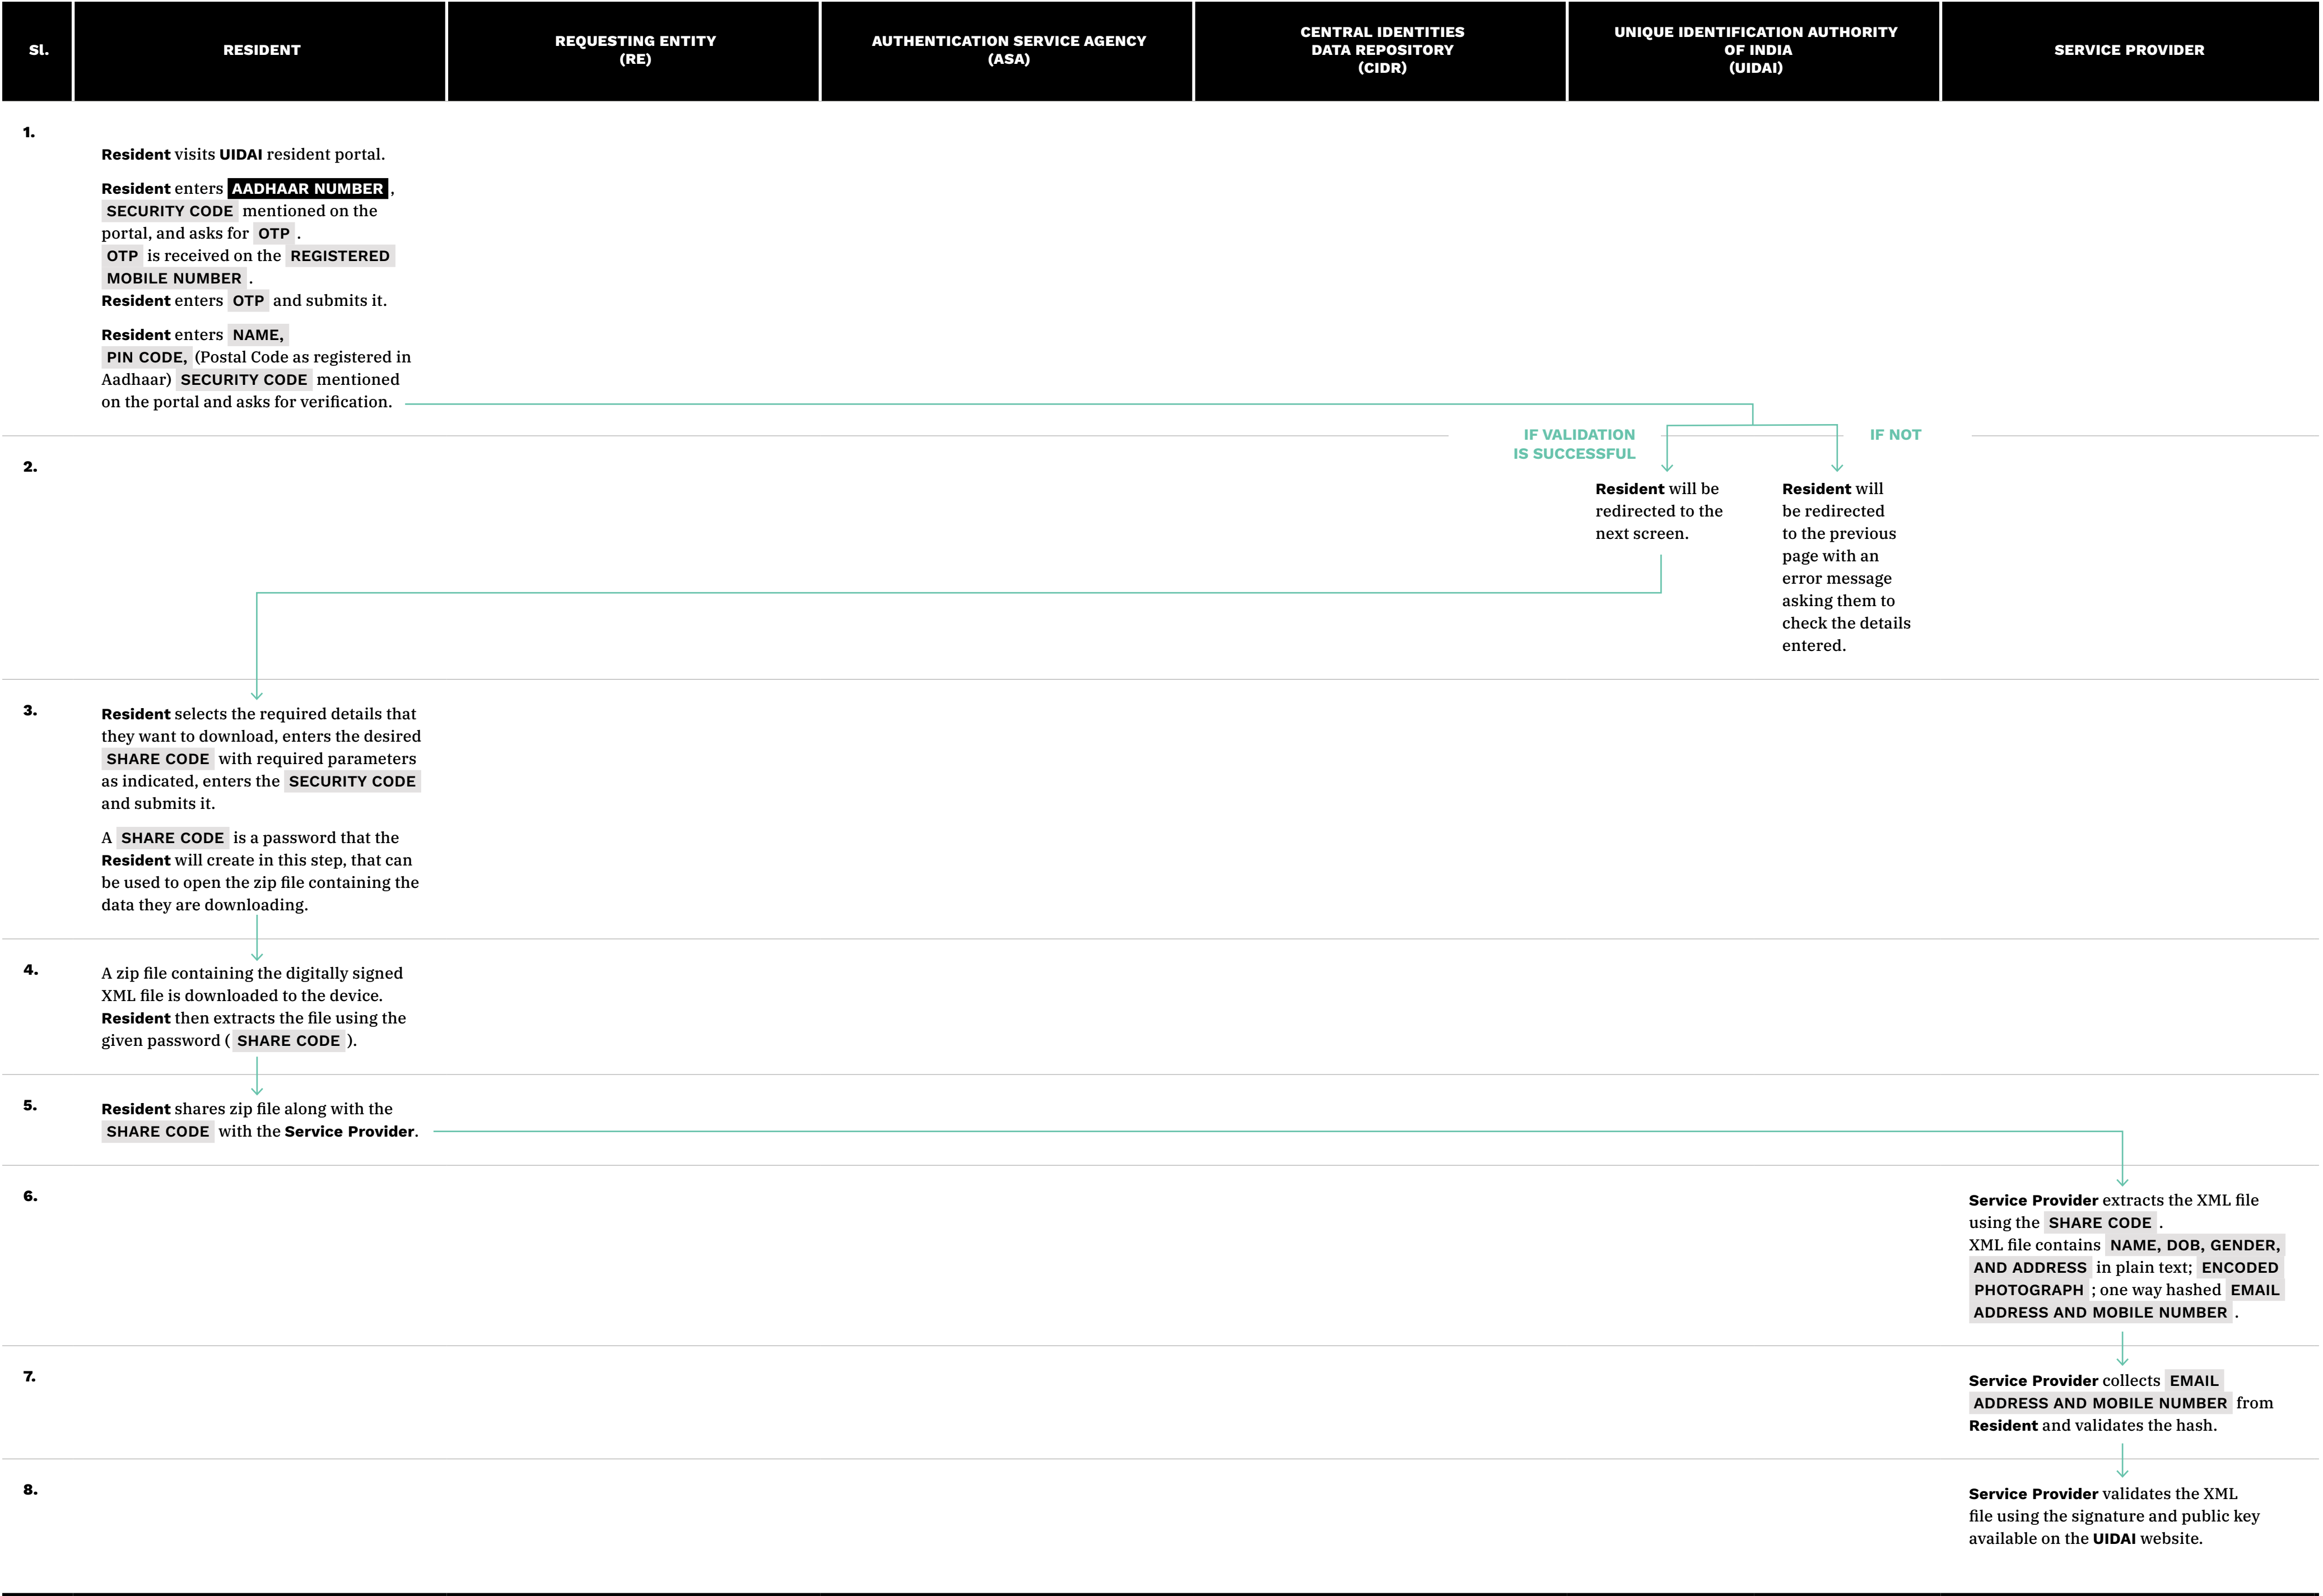 Sl.
RESIDENT
REQUESTING ENTITY
(RE)
AUTHENTICATION SERVICE AGENCY
(ASA)
CENTRAL IDENTITIES
DATA REPOSITORY
(CIDR)
UNIQUE IDENTIFICATION AUTHORITY
OF INDIA
(UIDAI)
SERVICE PROVIDER
1.
Resident visits UIDAI resident portal.
Resident enters AADHAAR NUMBER ,
SECURITY CODE mentioned on the
portal, and asks for OTP .
OTP is received on the REGISTERED
MOBILE NUMBER .
Resident enters OTP and submits it.
Resident enters NAME,
PIN CODE, (Postal Code as registered in
Aadhaar) SECURITY CODE mentioned
on the portal and asks for verification.
2.
IF VALIDATION
IS SUCCESSFUL
IF NOT
Resident will be
redirected to the
next screen.
Resident will
be redirected
to the previous
page with an
error message
asking them to
check the details
entered.
3.
Resident selects the required details that
they want to download, enters the desired
SHARE CODE with required parameters
as indicated, enters the SECURITY CODE
and submits it.
A SHARE CODE is a password that the
Resident will create in this step, that can
be used to open the zip file containing the
data they are downloading.
4.
A zip file containing the digitally signed
XML file is downloaded to the device.
Resident then extracts the file using the
given password ( SHARE CODE ).
5.
Resident shares zip file along with the
SHARE CODE with the Service Provider.
6.
Service Provider extracts the XML file
using the SHARE CODE .
XML file contains NAME, DOB, GENDER,
AND ADDRESS in plain text; ENCODED
PHOTOGRAPH ; one way hashed EMAIL
ADDRESS AND MOBILE NUMBER .
7.
Service Provider collects EMAIL
ADDRESS AND MOBILE NUMBER from
Resident and validates the hash.
8.
Service Provider validates the XML
file using the signature and public key
available on the UIDAI website.